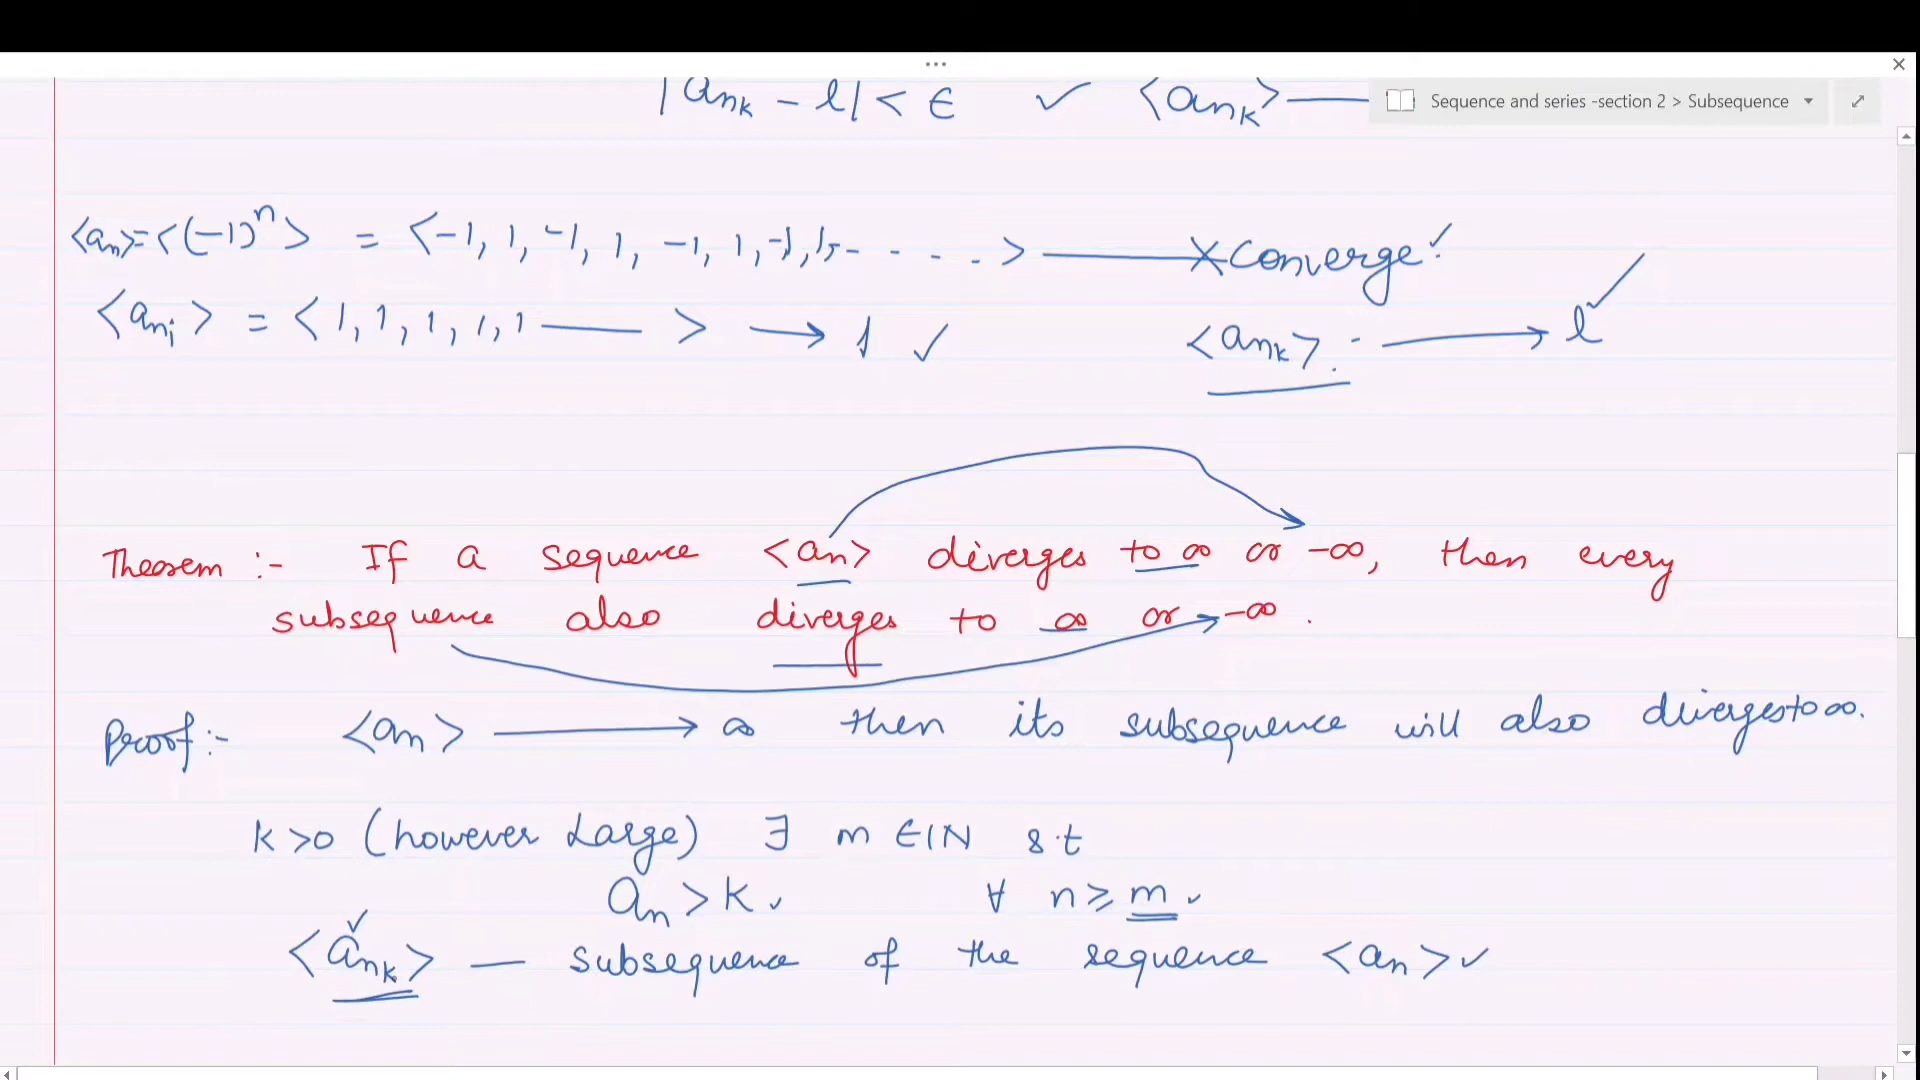 |a_{n_k} - l| < ε ✓ <a_{n_k}> —
Sequence and series -section 2 > Subsequence
<a_n> = <(-1)^n> = <-1, 1, -1, 1, -1, 1, -1, 1, - - - . . > — X Converge ✓
<a_{n_i}> = <1, 1, 1, 1, 1 —— > → 1 ✓
<a_{n_k}> → l ✓
Theorem :- If a sequence <a_n> diverges to ∞ or -∞, then every
subsequence also diverges to ∞ or -∞ .
Proof :- <a_n> → ∞ then its subsequence will also diverges to ∞.
k > 0 (however Large) ∃ m ∈ IN s.t
a_n > k ✓ ∀ n ≥ m ✓
<a_{n_k}> — subsequence of the sequence <a_n> ✓